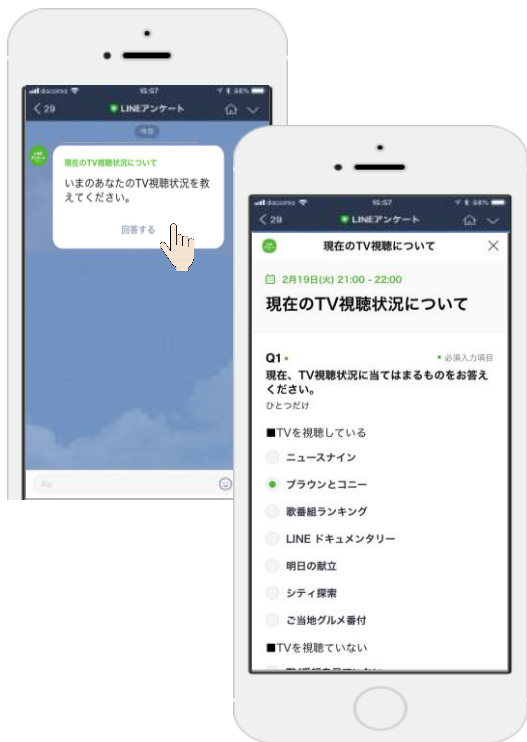 docomo 15:57 88%
29 LINEアンケート
今日
現在のTV視聴状況について
いまのあなたのTV視聴状況を教
えてください。
回答する
Aa
docomo 15:57 88%
29 LINEアンケート
現在のTV視聴について
2月19日(火) 21:00 - 22:00
現在のTV視聴状況について
Q1
必須入力項目
現在、TV視聴状況に当てはまるものをお答え
ください。
ひとつだけ
■TVを視聴している
ニュースナイン
ブラウンとコニー
歌番組ランキング
LINE ドキュメンタリー
明日の献立
シティ探索
ご当地グルメ番付
■TVを視聴ていない